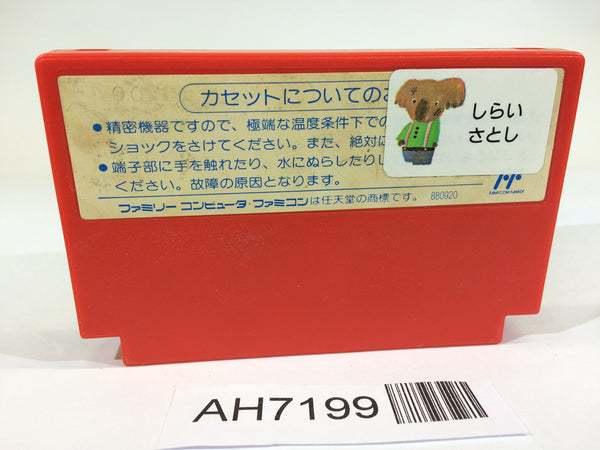 カセットについてのお
●精密機器ですので、極端な温度条件下での
ショックをさけてください。また、絶対に
●端子部に手を触れたり、水にぬらしたりし
ください。故障の原因となります。
ファミリー コンピュータ・ファミコンは任天堂の商標です。 880920
しらい
さとし
FAMICOM FAMILY
AH7199